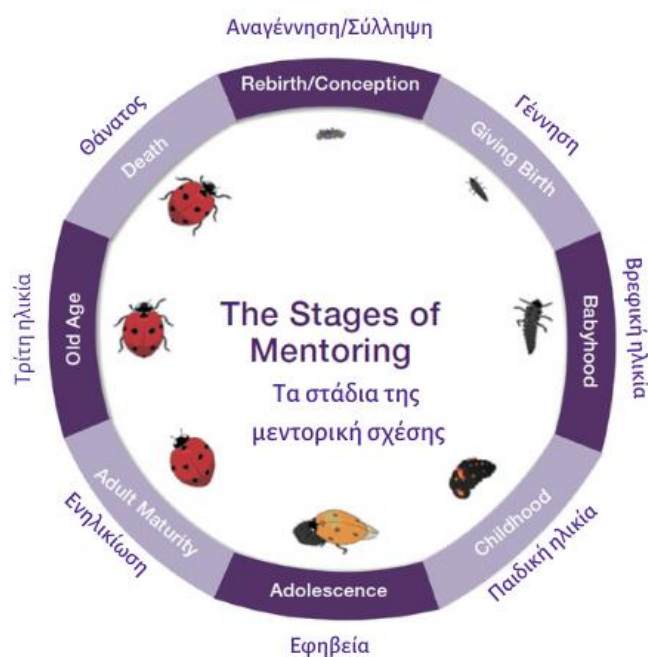 Αναγέννηση/Σύλληψη
Rebirth/Conception
Γέννηση
Giving Birth
Βρεφική ηλικία
Babyhood
Παιδική ηλικία
Childhood
Εφηβεία
Adolescence
Ενηλικίωση
Adult Maturity
Τρίτη ηλικία
Old Age
Θάνατος
Death
The Stages of
Mentoring
Τα στάδια της
μεντορική σχέσης